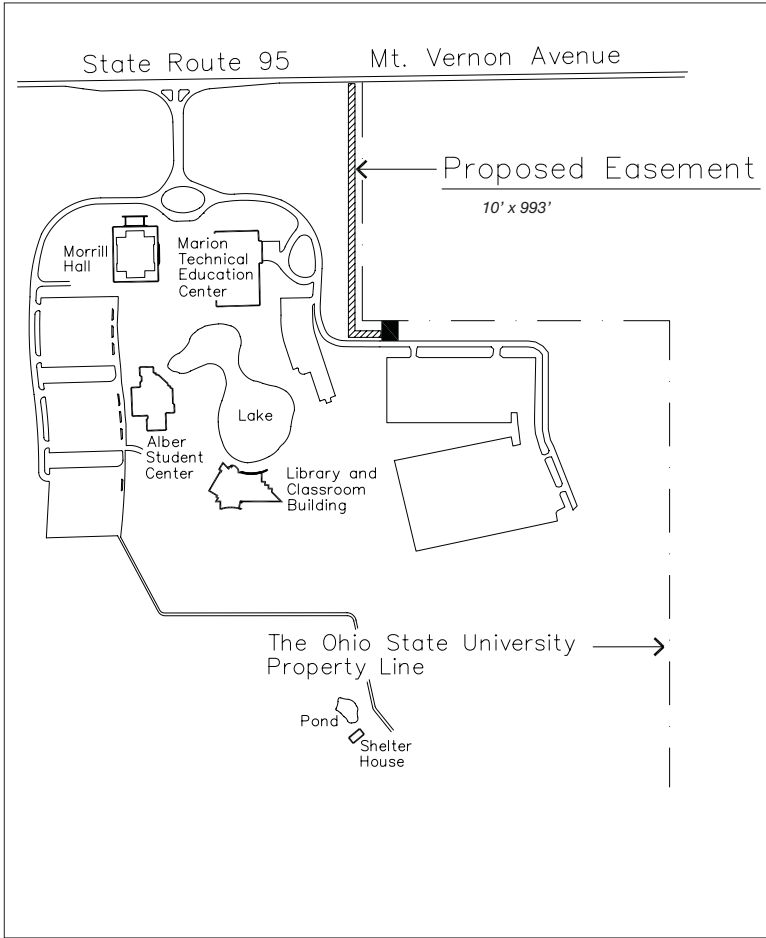 State Route 95 Mt. Vernon Avenue
Proposed Easement
10' x 993'
Morrill
Hall
Marion
Technical
Education
Center
Lake
Alber
Student
Center
Library and
Classroom
Building
The Ohio State University
Property Line
Pond
Shelter
House